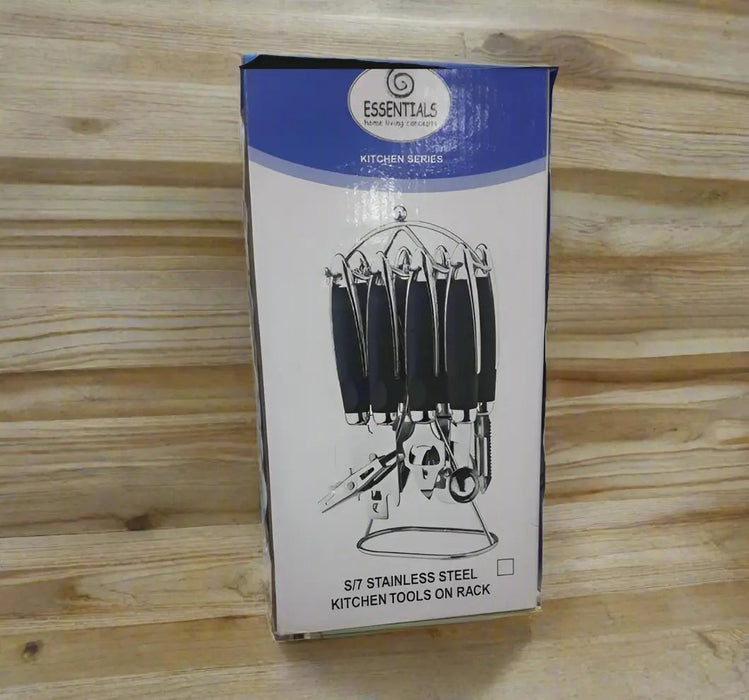 ESSENTIALS
home living concepts
KITCHEN SERIES
S/7 STAINLESS STEEL
KITCHEN TOOLS ON RACK